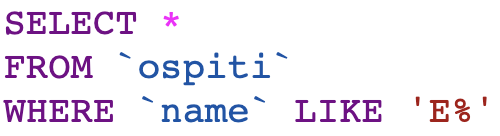 SELECT *
FROM `ospiti`
WHERE `name` LIKE 'E%'